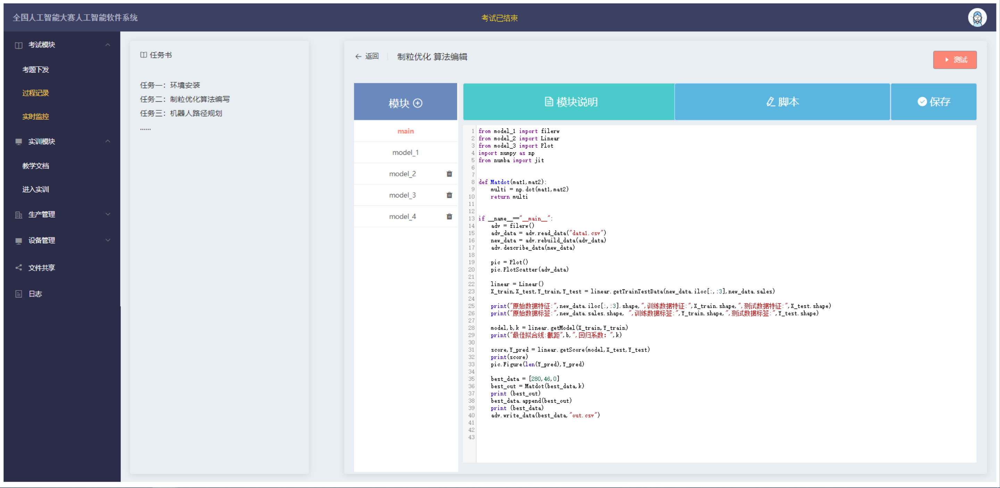 全国人工智能大赛人工智能软件系统
考试已结束
考试模块
考题下发
过程记录
实时监控
实训模块
教学文档
进入实训
生产管理
设备管理
文件共享
日志
任务书
任务一：环境安装
任务二：制粒优化算法编写
任务三：机器人路径规划
......
← 返回
制粒优化 算法编辑
测试
模块
模块说明
脚本
保存
main
model_1
model_2
model_3
model_4
1 from model_1 import filerw
2 from model_2 import Linear
3 from model_3 import Plot
4 import numpy as np
5 from numba import jit
6
7
8 def Matdot(mat1,mat2):
9     multi = np.dot(mat1,mat2)
10     return multi
11
12
13 if __name__=="__main__":
14     adv = filerw()
15     adv_data = adv.read_data("data1.csv")
16     new_data = adv.rebuild_data(adv_data)
17     adv.describe_data(new_data)
18
19     pic = Plot()
20     pic.PlotScatter(adv_data)
21
22     linear = Linear()
23     X_train,X_test,Y_train,Y_test = linear.getTrainTestData(new_data.iloc[:,:3],new_data.sales)
24
25     print("原始数据特征:",new_data.iloc[:,:3].shape,",训练数据特征:",X_train.shape,",测试数据特征:",X_test.shape)
26     print("原始数据标签:",new_data.sales.shape, ",训练数据标签:",Y_train.shape,",测试数据标签:",Y_test.shape)
27
28     model,b,k = linear.getModel(X_train,Y_train)
29     print("最佳拟合线:截距",b,",回归系数：",k)
30
31     score,Y_pred = linear.getScore(model,X_test,Y_test)
32     print(score)
33     pic.Figure(len(Y_pred),Y_pred)
34
35     best_data = [280,46,0]
36     best_out = Matdot(best_data,k)
37     print (best_out)
38     best_data.append(best_out)
39     print (best_data)
40     adv.write_data(best_data,"out.csv")
41
42
43